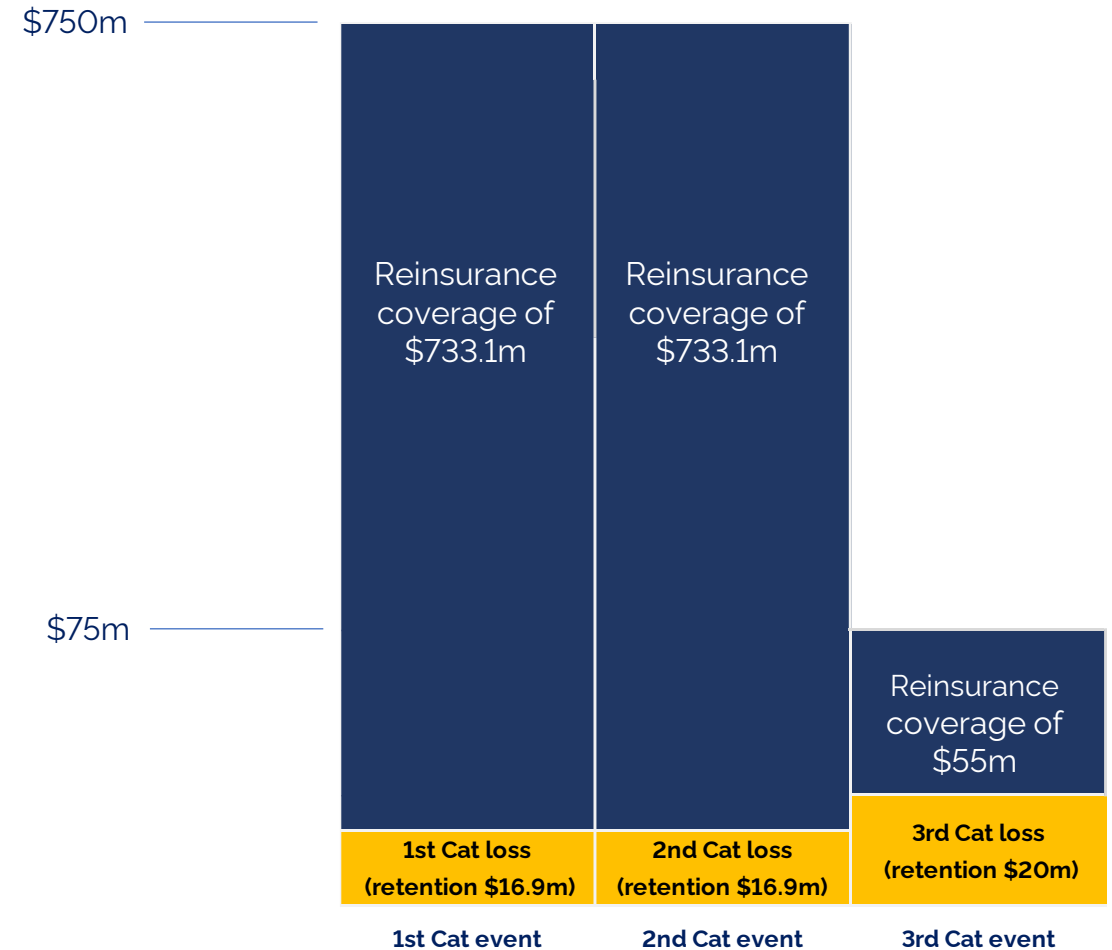 $750m
Reinsurance
coverage of
$733.1m
Reinsurance
coverage of
$733.1m
$75m
Reinsurance
coverage of
$55m
1st Cat loss
(retention $16.9m)
2nd Cat loss
(retention $16.9m)
3rd Cat loss
(retention $20m)
1st Cat event
2nd Cat event
3rd Cat event